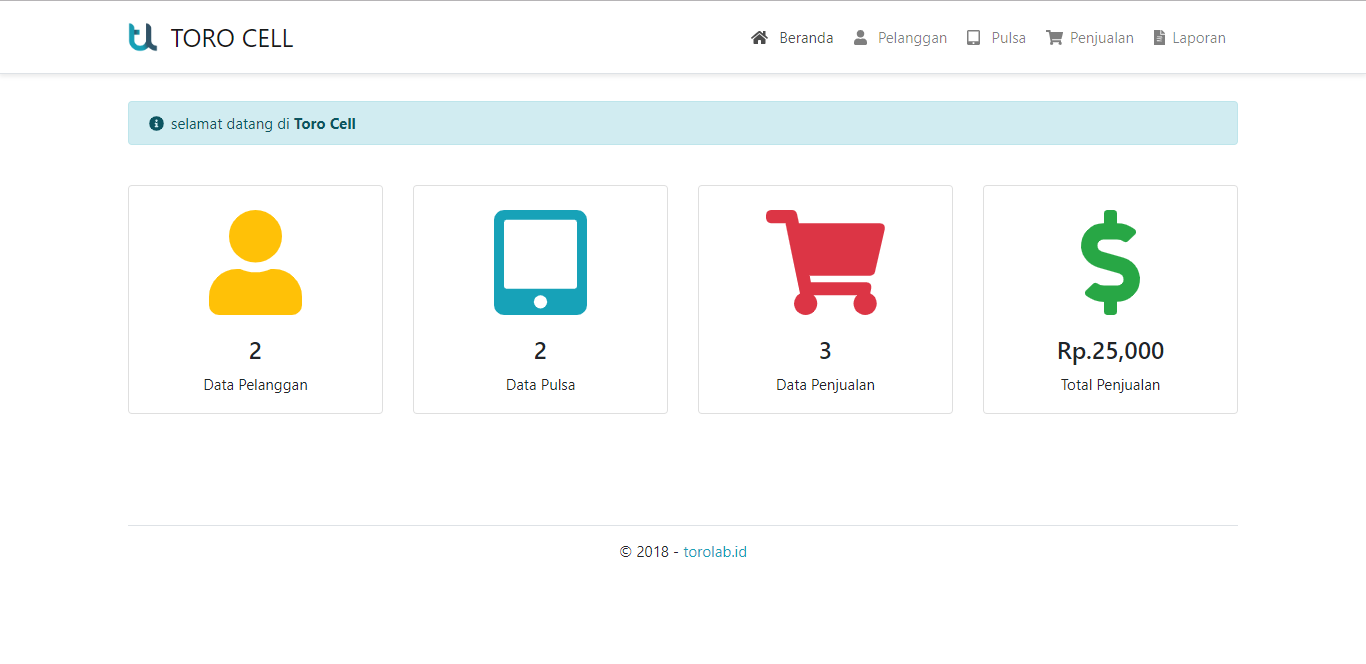 TORO CELL
Beranda Pelanggan Pulsa Penjualan Laporan
selamat datang di Toro Cell
2
Data Pelanggan
2
Data Pulsa
3
Data Penjualan
Rp.25,000
Total Penjualan
© 2018 - torolab.id